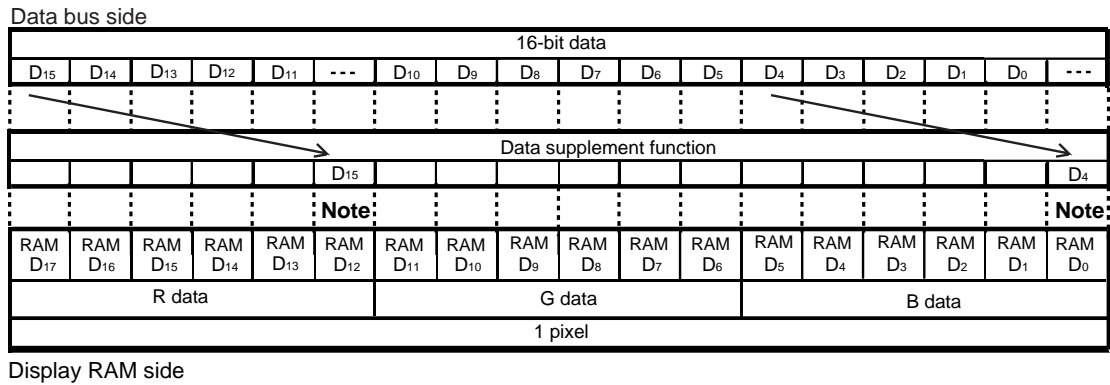 Data bus side
16-bit data
D15 D14 D13 D12 D11 --- D10 D9 D8 D7 D6 D5 D4 D3 D2 D1 D0 ---
Data supplement function
D15 D4
Note Note
RAM RAM RAM RAM RAM RAM RAM RAM RAM RAM RAM RAM RAM RAM RAM RAM RAM RAM
D17 D16 D15 D14 D13 D12 D11 D10 D9 D8 D7 D6 D5 D4 D3 D2 D1 D0
R data G data B data
1 pixel
Display RAM side